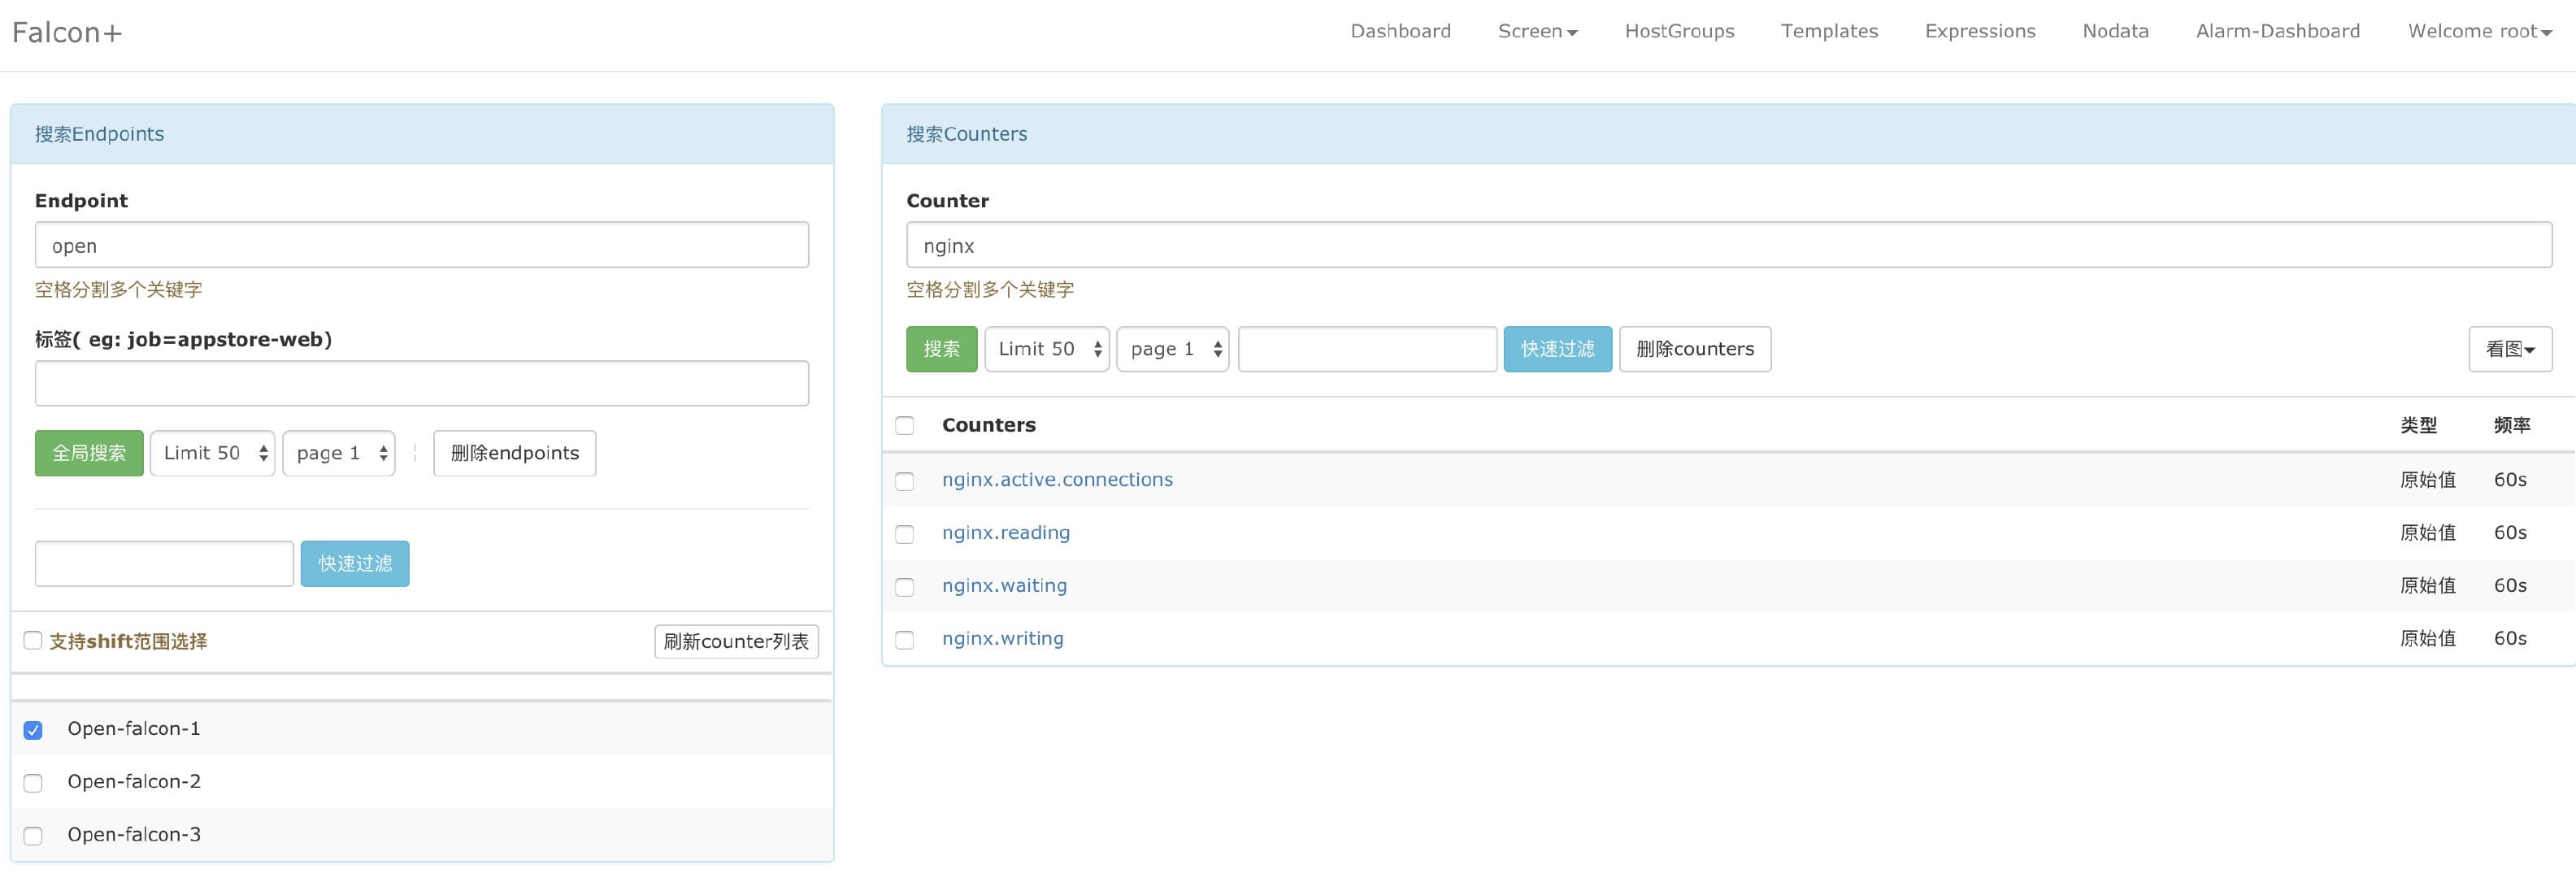 Falcon+
Dashboard Screen HostGroups Templates Expressions Nodata Alarm-Dashboard Welcome root
搜索Endpoints
Endpoint
open
空格分割多个关键字
标签( eg: job=appstore-web)
全局搜索 Limit 50 page 1 删除endpoints
快速过滤
支持shift范围选择 刷新counter列表
Open-falcon-1
Open-falcon-2
Open-falcon-3
搜索Counters
Counter
nginx
空格分割多个关键字
搜索 Limit 50 page 1 快速过滤 删除counters 看图
Counters 类型 频率
nginx.active.connections 原始值 60s
nginx.reading 原始值 60s
nginx.waiting 原始值 60s
nginx.writing 原始值 60s